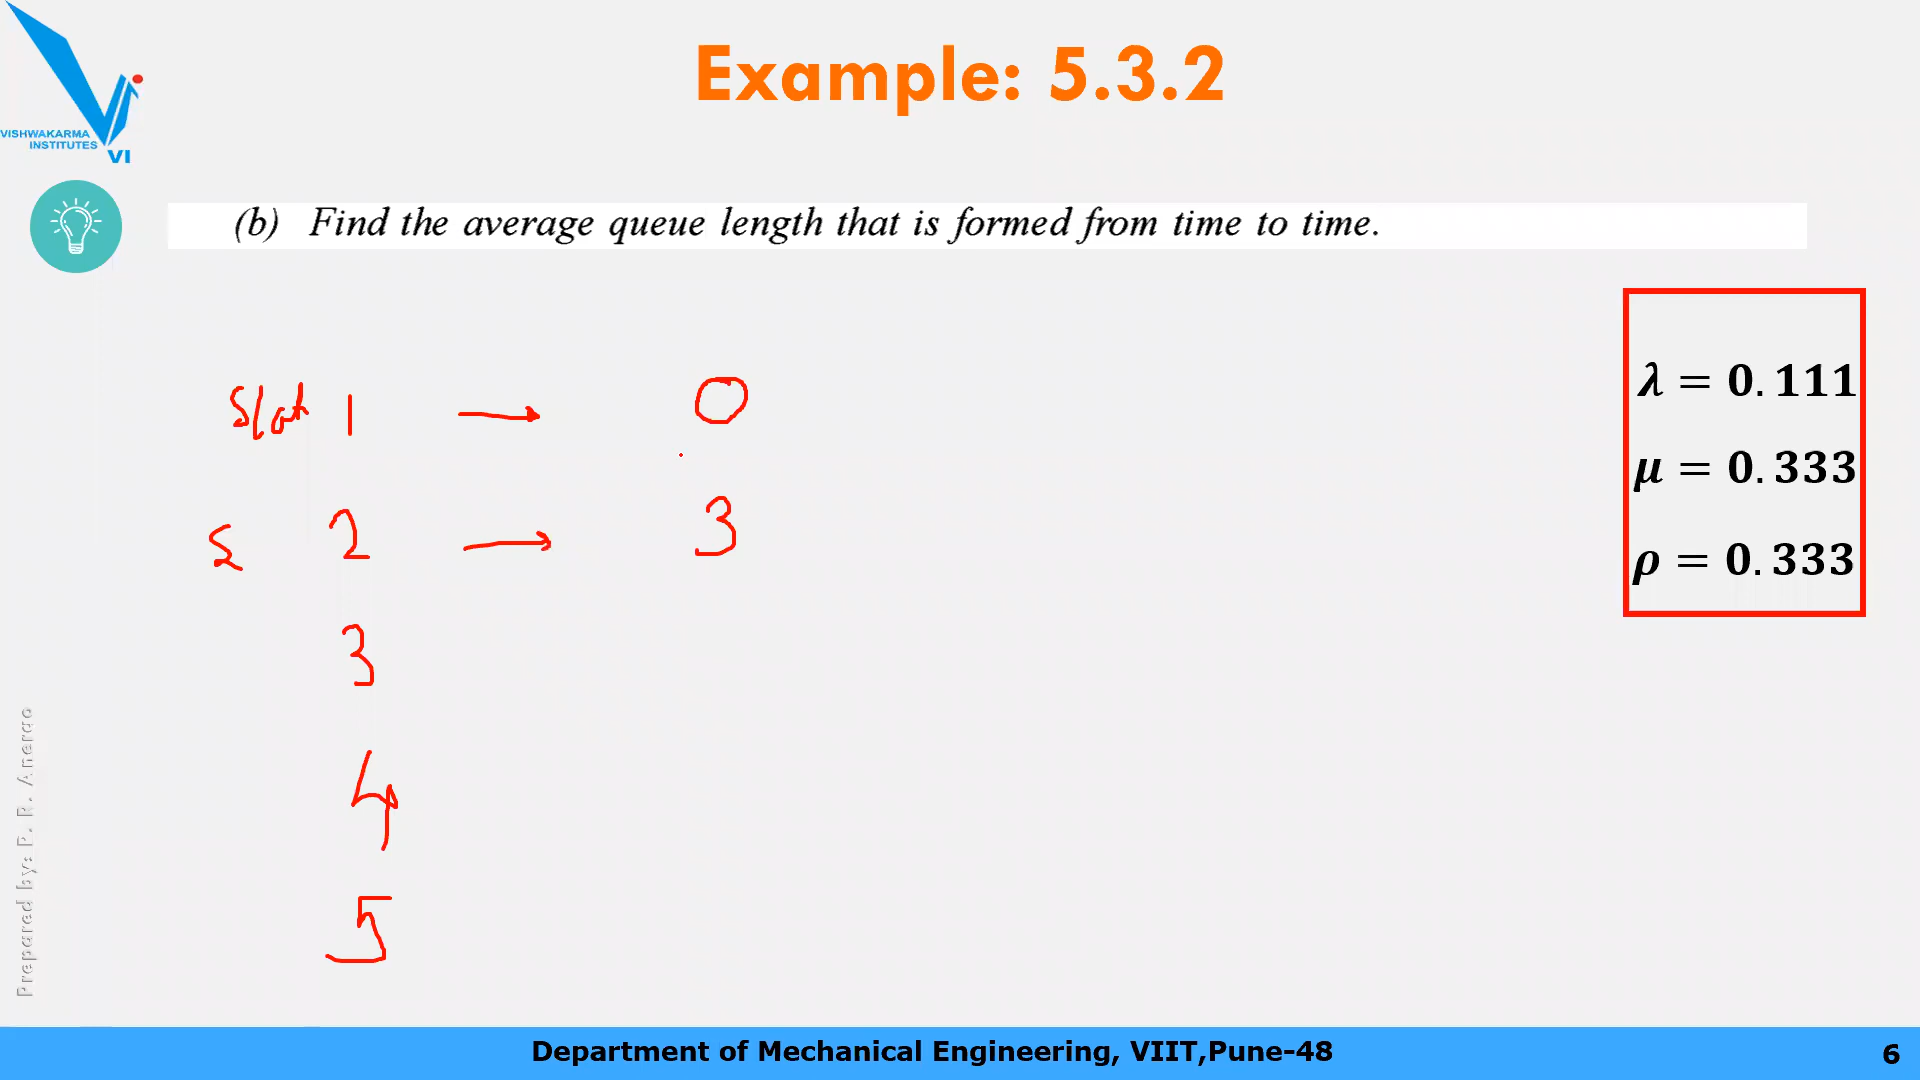 Example: 5.3.2
VISHWAKARMA
INSTITUTES
VI
(b) Find the average queue length that is formed from time to time.
λ = 0.111
μ = 0.333
ρ = 0.333
Slot 1 → 0
S 2 → 3
3
4
5
Prepared by: P. R. Anerao
Department of Mechanical Engineering, VIIT,Pune-48
6